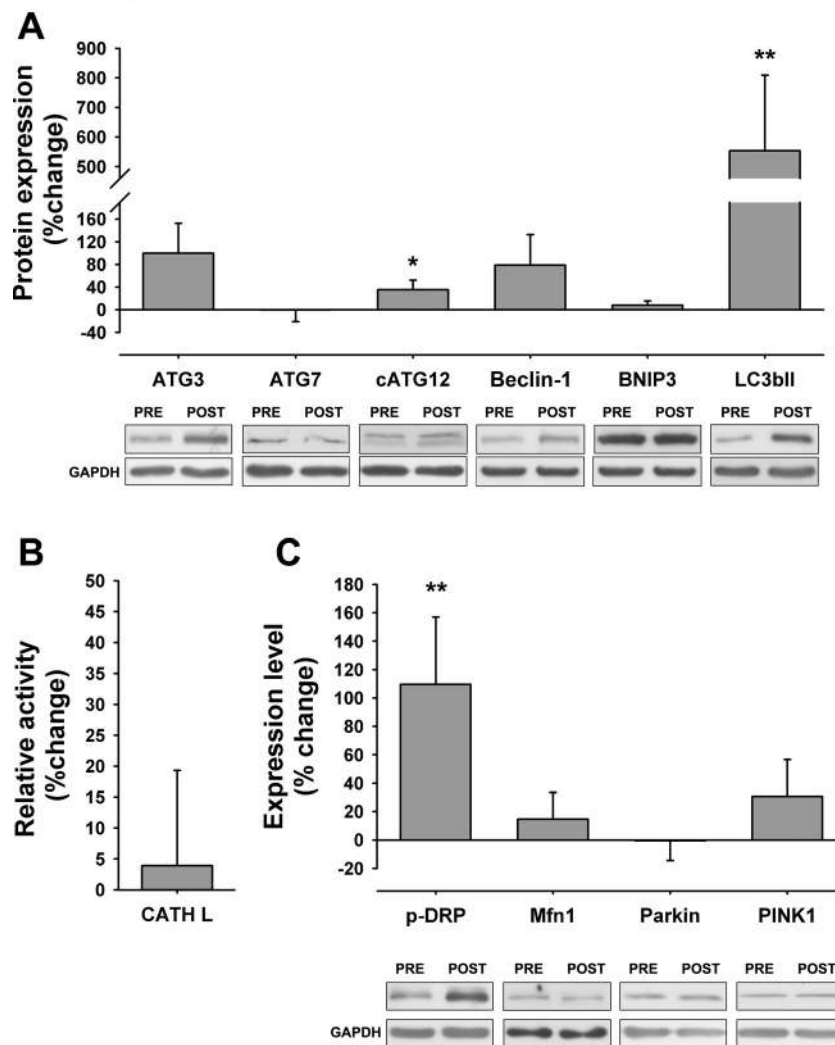 A
Protein expression
(%change)
900
800
700
600
500
160
120
80
40
0
-40
*
**
ATG3 ATG7 cATG12 Beclin-1 BNIP3 LC3bII
PRE POST PRE POST PRE POST PRE POST PRE POST PRE POST
GAPDH
B
Relative activity
(%change)
50
45
40
35
30
25
20
15
10
5
0
CATH L
C
Expression level
(% change)
180
160
140
120
100
80
60
40
20
0
-20
**
p-DRP Mfn1 Parkin PINK1
PRE POST PRE POST PRE POST PRE POST
GAPDH